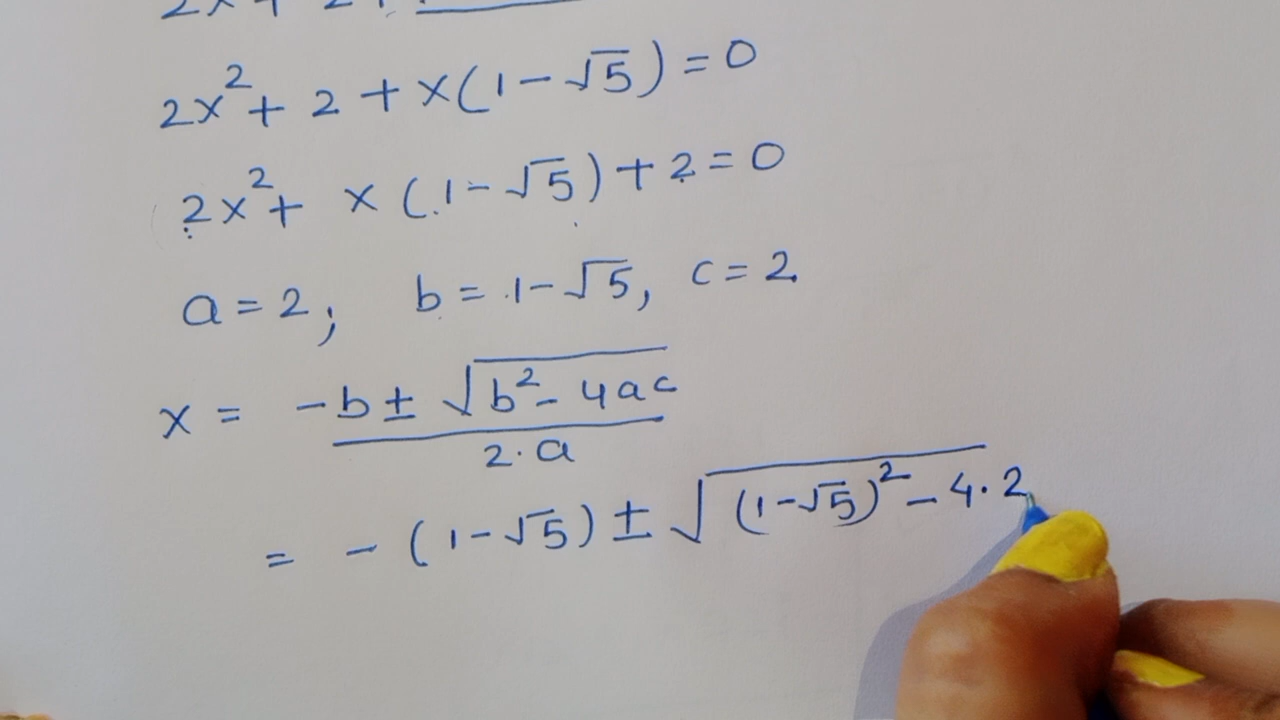 2x² + 2 + x(1 - √5) = 0
2x² + x (1 - √5) + 2 = 0
a = 2; b = 1 - √5, c = 2
x = -b ± √(b² - 4ac) / 2·a
= - (1 - √5) ± √((1 - √5)² - 4·2